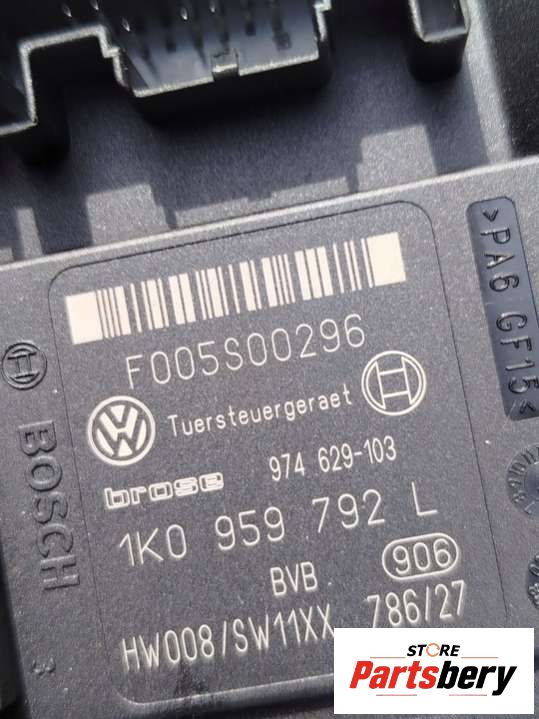 >PA6 GF15<
F005S00296
Tuersteuergeraet
BOSCH
brose 974 629-103
1K0 959 792 L
BVB 906
HW008/SW11XX 786/27
3
STORE
Partsbery